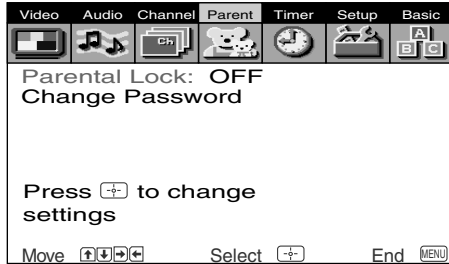 Video Audio Channel Parent Timer Setup Basic
Ch
A
B C
Parental Lock: OFF
Change Password
Press to change
settings
Move Select End MENU